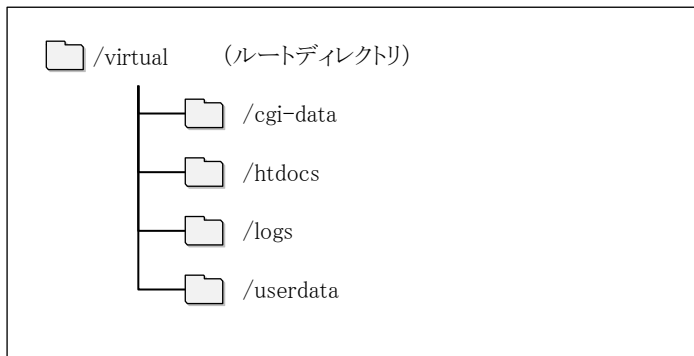 /virtual (ルートディレクトリ)
/cgi-data
/htdocs
/logs
/userdata